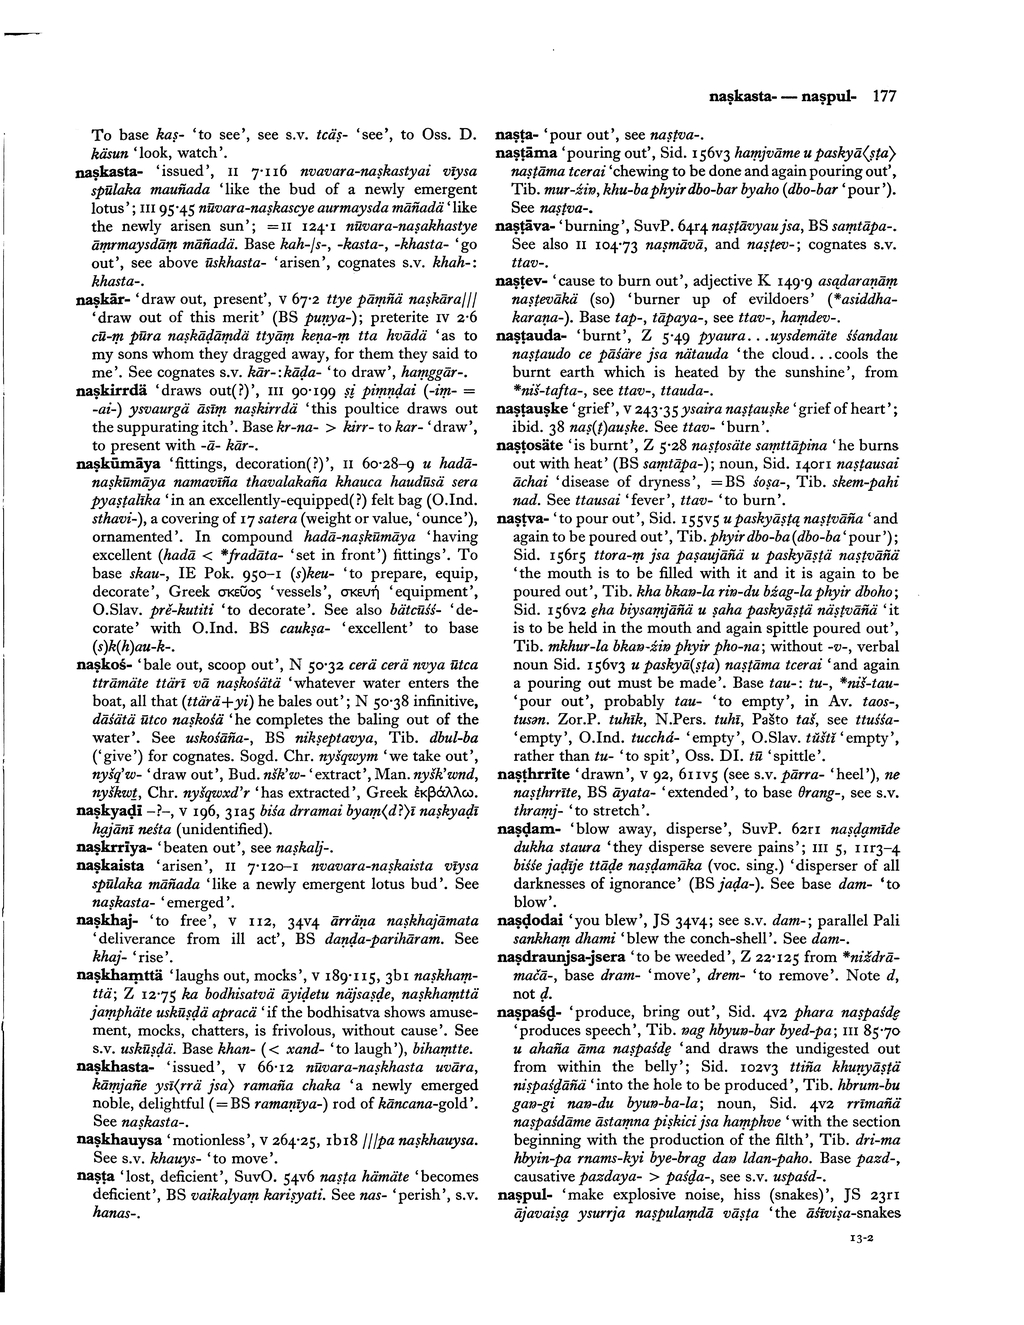 naṣkasta- — naṣpul- 177
To base kaṣ- ‘to see’, see s.v. tcäṣ- ‘see’, to Oss. D.
käsun ‘look, watch’.
naṣkasta- ‘issued’, II 7·116 nvavara-naṣkastyai vīysa
spūlaka mauñada ‘like the bud of a newly emergent
lotus’; III 95·45 nūvara-naṣkascye aurmaysda māñadä ‘like
the newly arisen sun’; =II 124·1 nūvara-naṣakhastye
āmrmaysdāṃ māñadä. Base kah-/s-, -kasta-, -khasta- ‘go
out’, see above ūskhasta- ‘arisen’, cognates s.v. khah-:
khasta-.
naṣkār- ‘draw out, present’, V 67·2 ttye pāṃñä naṣkāra///
‘draw out of this merit’ (BS puṇya-); preterite IV 2·6
cū-ṃ pūra naṣkāḍāṃdä ttyāṃ keṇa-ṃ tta hvādä ‘as to
my sons whom they dragged away, for them they said to
me’. See cognates s.v. kār-:kāḍa- ‘to draw’, haṃggār-.
naṣkirrdä ‘draws out(?)’, III 90·199 ṣi piṃṇḍai (-iṃ- =
-ai-) ysvaurgä āsīṃ naṣkirrdä ‘this poultice draws out
the suppurating itch’. Base kr-na- > kirr- to kar- ‘draw’,
to present with -ā- kār-.
naṣkūmāya ‘fittings, decoration(?)’, II 60·28–9 u hadā-
naṣkūmāya namavīña thavalakaña khauca haudūsä sera
pyaṣṭalika ‘in an excellently-equipped(?) felt bag (O.Ind.
sthavi-), a covering of 17 satera (weight or value, ‘ounce’),
ornamented’. In compound hadā-naṣkūmāya ‘having
excellent (hadā < *fradāta- ‘set in front’) fittings’. To
base skau-, IE Pok. 950–1 (s)keu- ‘to prepare, equip,
decorate’, Greek σκεῦος ‘vessels’, σκευή ‘equipment’,
O.Slav. prě-kutiti ‘to decorate’. See also bätcūśś- ‘de-
corate’ with O.Ind. BS caukṣa- ‘excellent’ to base
(s)k(h)au-k-.
naṣkoś- ‘bale out, scoop out’, N 50·32 cerä cerä nvya ūtca
ttrāmäte ttäri vā naṣkośätä ‘whatever water enters the
boat, all that (ttärä+yi) he bales out’; N 50·38 infinitive,
dāśätä ūtco naṣkośä ‘he completes the baling out of the
water’. See uskośāña-, BS nikṣeptavya, Tib. dbul-ba
(‘give’) for cognates. Sogd. Chr. nyšqwym ‘we take out’,
nyšq'w- ‘draw out’, Bud. nšk'w- ‘extract’, Man. nyšk'wnd,
nyškwṭ, Chr. nyšqwxd'r ‘has extracted’, Greek ἐκβάλλω.
naṣkyaḍī –?–, V 196, 3a5 biśa drramai byaṃ⟨d?⟩i naṣkyaḍī
hajāni neśta (unidentified).
naṣkrrīya- ‘beaten out’, see naṣkalj-.
naṣkaista ‘arisen’, II 7·120–1 nvavara-naṣkaista vīysa
spūlaka māñada ‘like a newly emergent lotus bud’. See
naṣkasta- ‘emerged’.
naṣkhaj- ‘to free’, V 112, 34v4 ārräṇa naṣkhajāmata
‘deliverance from ill act’, BS daṇḍa-parihāram. See
khaj- ‘rise’.
naṣkhaṃttä ‘laughs out, mocks’, V 189·115, 3b1 naṣkhaṃ-
ttä; Z 12·75 ka bodhisatvä āyiḍetu näjsaṣḍe, naṣkhaṃttä
jaṃphäte uskūṣḍä apracä ‘if the bodhisatva shows amuse-
ment, mocks, chatters, is frivolous, without cause’. See
s.v. uskūṣḍä. Base khan- (< xand- ‘to laugh’), bihaṃtte.
naṣkhasta- ‘issued’, V 66·12 nūvara-naṣkhasta uvāra,
kāṃjañe ysī⟨rrä jsa⟩ ramaña chaka ‘a newly emerged
noble, delightful (=BS ramaṇīya-) rod of kāncana-gold’.
See naṣkasta-.
naṣkhauysa ‘motionless’, V 264·25, 1b18 ///pa naṣkhauysa.
See s.v. khauys- ‘to move’.
naṣṭa ‘lost, deficient’, SuvO. 54v6 naṣṭa hämäte ‘becomes
deficient’, BS vaikalyaṃ kariṣyati. See nas- ‘perish’, s.v.
hanas-.
naṣṭa- ‘pour out’, see naṣṭva-.
naṣṭāma ‘pouring out’, Sid. 156v3 haṃjvāme u paskyā⟨ṣṭa⟩
naṣṭāma tcerai ‘chewing to be done and again pouring out’,
Tib. mur-źiṅ, khu-ba phyir dbo-bar byaho (dbo-bar ‘pour’).
See naṣṭva-.
naṣṭāva- ‘burning’, SuvP. 64r4 naṣṭāvyau jsa, BS saṃtāpa-.
See also II 104·73 naṣmāvā, and naṣṭev-; cognates s.v.
ttav-.
naṣṭev- ‘cause to burn out’, adjective K 149·9 asaḍaraṇāṃ
naṣṭevākä (so) ‘burner up of evildoers’ (*asiddha-
karaṇa-). Base tap-, tāpaya-, see ttav-, haṃdev-.
naṣṭauda- ‘burnt’, Z 5·49 pyaura...uysdemäte śśandau
naṣṭaudo ce pāśäre jsa nätauda ‘the cloud...cools the
burnt earth which is heated by the sunshine’, from
*niš-tafta-, see ttav-, ttauda-.
naṣṭauṣke ‘grief’, V 243·35 ysaira naṣṭauṣke ‘grief of heart’;
ibid. 38 naṣ(ṭ)auṣke. See ttav- ‘burn’.
naṣṭosäte ‘is burnt’, Z 5·28 naṣṭosäte saṃttāpina ‘he burns
out with heat’ (BS saṃtāpa-); noun, Sid. 140r1 naṣṭausai
āchai ‘disease of dryness’, =BS śoṣa-, Tib. skem-pahi
nad. See ttausai ‘fever’, ttav- ‘to burn’.
naṣṭva- ‘to pour out’, Sid. 155v5 u paskyāṣṭa naṣṭvāña ‘and
again to be poured out’, Tib. phyir dbo-ba (dbo-ba ‘pour’);
Sid. 156r5 ttora-ṃ jsa paṣaujāñä u paskyāṣṭä naṣṭvāñä
‘the mouth is to be filled with it and it is again to be
poured out’, Tib. kha bkaṅ-la riṅ-du bźag-la phyir dboho;
Sid. 156v2 ẹha biysaṃjāñä u ṣaha paskyāṣṭä näṣṭvāñä ‘it
is to be held in the mouth and again spittle poured out’,
Tib. mkhur-la bkaṅ-źiṅ phyir pho-na; without -v-, verbal
noun Sid. 156v3 u paskyā(ṣṭa) naṣṭāma tcerai ‘and again
a pouring out must be made’. Base tau-: tu-, *niš-tau-
‘pour out’, probably tau- ‘to empty’, in Av. taos-,
tusən. Zor.P. tuhīk, N.Pers. tuhī, Pašto taš, see ttuśśa-
‘empty’, O.Ind. tucchá- ‘empty’, O.Slav. tŭštĭ ‘empty’,
rather than tu- ‘to spit’, Oss. DI. tū ‘spittle’.
naṣṭhrrīte ‘drawn’, V 92, 611v5 (see s.v. pārra- ‘heel’), ne
naṣṭhrrīte, BS āyata- ‘extended’, to base θrang-, see s.v.
thraṃj- ‘to stretch’.
naṣḍam- ‘blow away, disperse’, SuvP. 62r1 naṣḍamīde
dukha staura ‘they disperse severe pains’; III 5, 11r3–4
biśśe jaḍīje ttāḍe naṣḍamāka (voc. sing.) ‘disperser of all
darknesses of ignorance’ (BS jaḍa-). See base dam- ‘to
blow’.
naṣḍodai ‘you blew’, JS 34v4; see s.v. dam-; parallel Pali
sankhaṃ dhami ‘blew the conch-shell’. See dam-.
naṣdraunjsa-jsera ‘to be weeded’, Z 22·125 from *niždrā-
mačā-, base dram- ‘move’, drem- ‘to remove’. Note d,
not ḍ.
naṣpaśḍ- ‘produce, bring out’, Sid. 4v2 phara naṣpaśdẹ
‘produces speech’, Tib. ṅag hbyuṅ-bar byed-pa; III 85·70
u ahaña āma naṣpaśdẹ ‘and draws the undigested out
from within the belly’; Sid. 102v3 ttiña khuṇyāṣṭä
niṣpaśḍāñä ‘into the hole to be produced’, Tib. hbrum-bu
gaṅ-gi naṅ-du byuṅ-ba-la; noun, Sid. 4v2 rrīmañä
naṣpaśdāme āstaṃna piṣkici jsa haṃphve ‘with the section
beginning with the production of the filth’, Tib. dri-ma
hbyin-pa rnams-kyi bye-brag daṅ ldan-paho. Base pazd-,
causative pazdaya- > paśḍa-, see s.v. uspaśd-.
naṣpul- ‘make explosive noise, hiss (snakes)’, JS 23r1
äjavaiṣa ysurrja naṣpulaṃdä vāṣṭa ‘the āśīviṣa-snakes
13-2